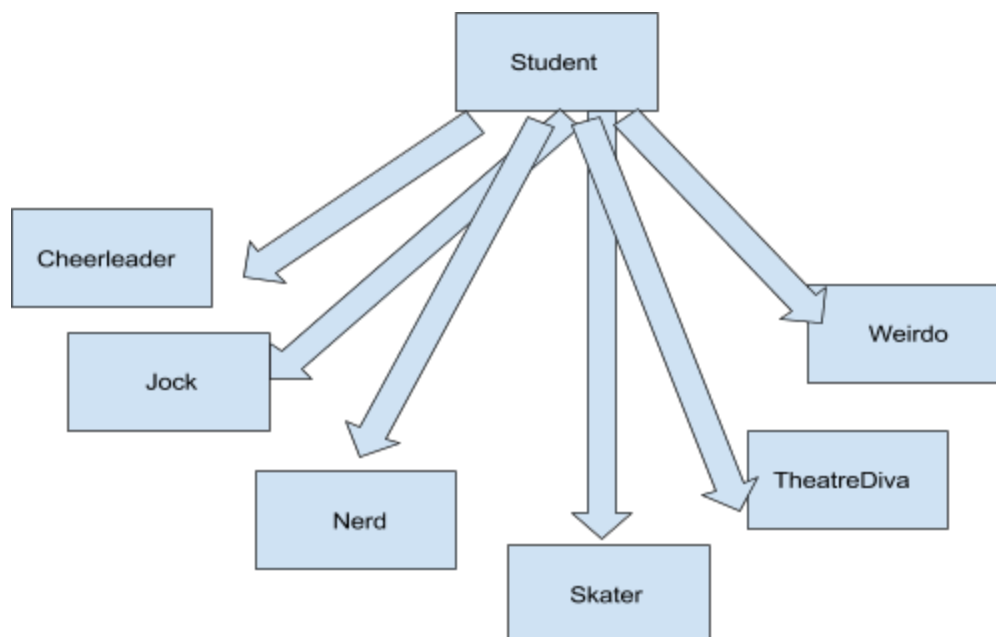 Student
Cheerleader
Weirdo
Jock
TheatreDiva
Nerd
Skater